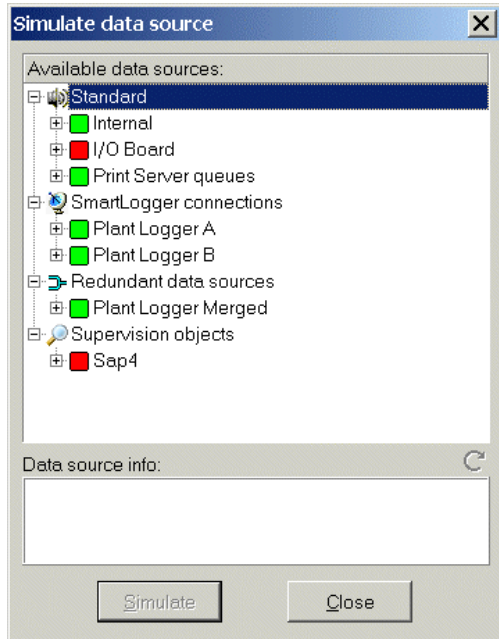 Simulate data source
Available data sources:
Standard
Internal
I/O Board
Print Server queues
SmartLogger connections
Plant Logger A
Plant Logger B
Redundant data sources
Plant Logger Merged
Supervision objects
Sap4
Data source info:
Simulate
Close